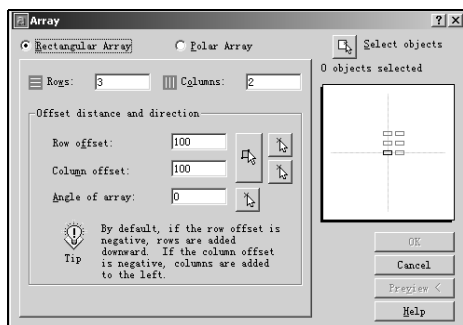 Array
Rectangular Array
Polar Array
Select objects
0 objects selected
Rows: 3
Columns: 2
Offset distance and direction
Row offset: 100
Column offset: 100
Angle of array: 0
Tip
By default, if the row offset is
negative, rows are added
downward. If the column offset
is negative, columns are added
to the left.
OK
Cancel
Preview <
Help